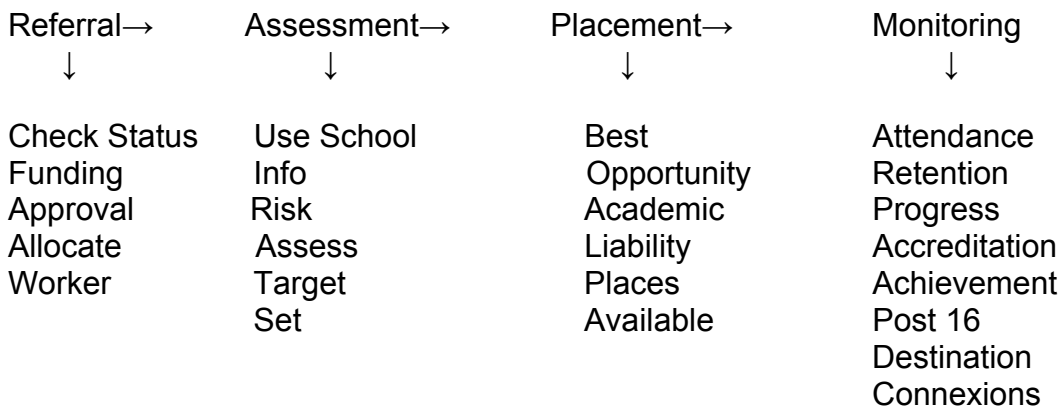 Referral→ Assessment→ Placement→ Monitoring
↓ ↓ ↓ ↓
Check Status Use School Best Attendance
Funding Info Opportunity Retention
Approval Risk Academic Progress
Allocate Assess Liability Accreditation
Worker Target Places Achievement
Set Available Post 16
Destination
Connexions